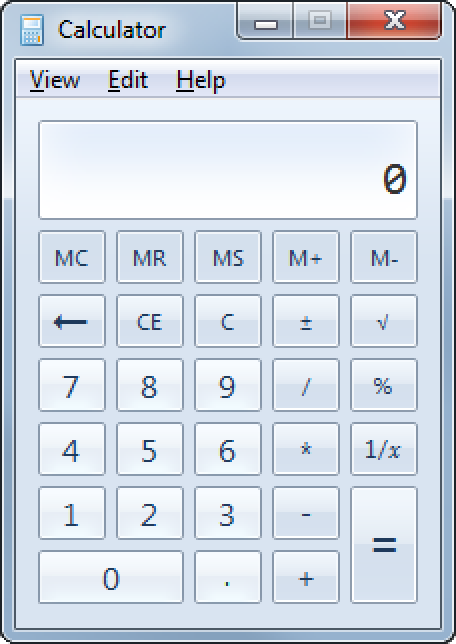 Calculator
View Edit Help
0
MC MR MS M+ M-
← CE C ± √
7 8 9 / %
4 5 6 * 1/x
1 2 3 - =
0 . +